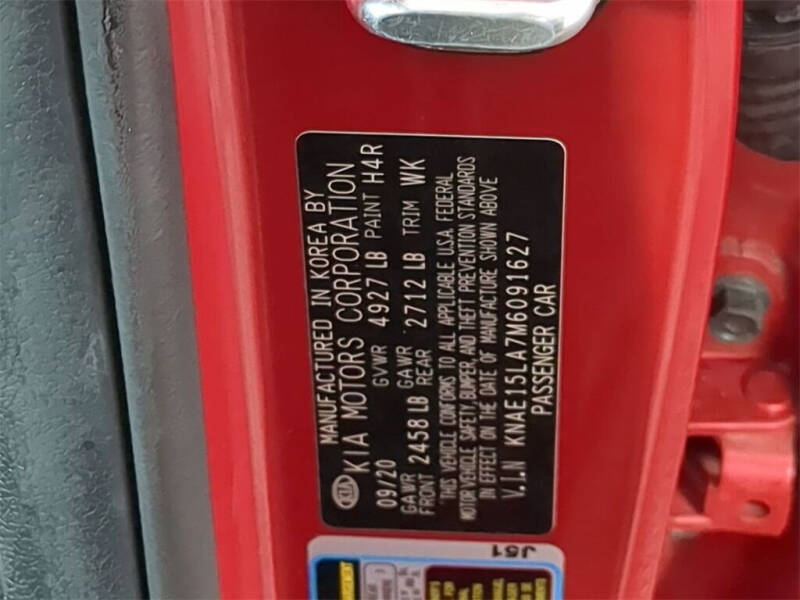 MANUFACTURED IN KOREA BY
KIA KIA MOTORS CORPORATION
09/20 GVWR 4927 LB PAINT H4R
GAWR FRONT 2458 LB GAWR REAR 2712 LB TRIM WK
THIS VEHICLE CONFORMS TO ALL APPLICABLE U.S.A. FEDERAL
MOTOR VEHICLE SAFETY, BUMPER, AND THEFT PREVENTION STANDARDS
IN EFFECT ON THE DATE OF MANUFACTURE SHOWN ABOVE
V.I.N KNAE15LA7M6091627
PASSENGER CAR
J51